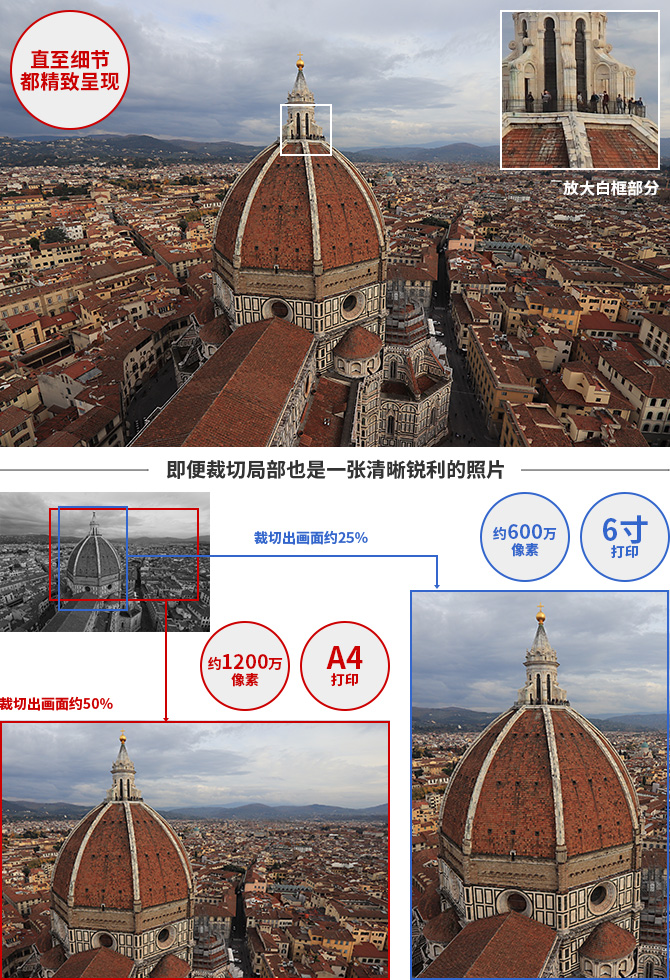 直至细节
都精致呈现
放大白框部分
即便裁切局部也是一张清晰锐利的照片
裁切出画面约25%
约600万
像素
6寸
打印
约1200万
像素
A4
打印
裁切出画面约50%